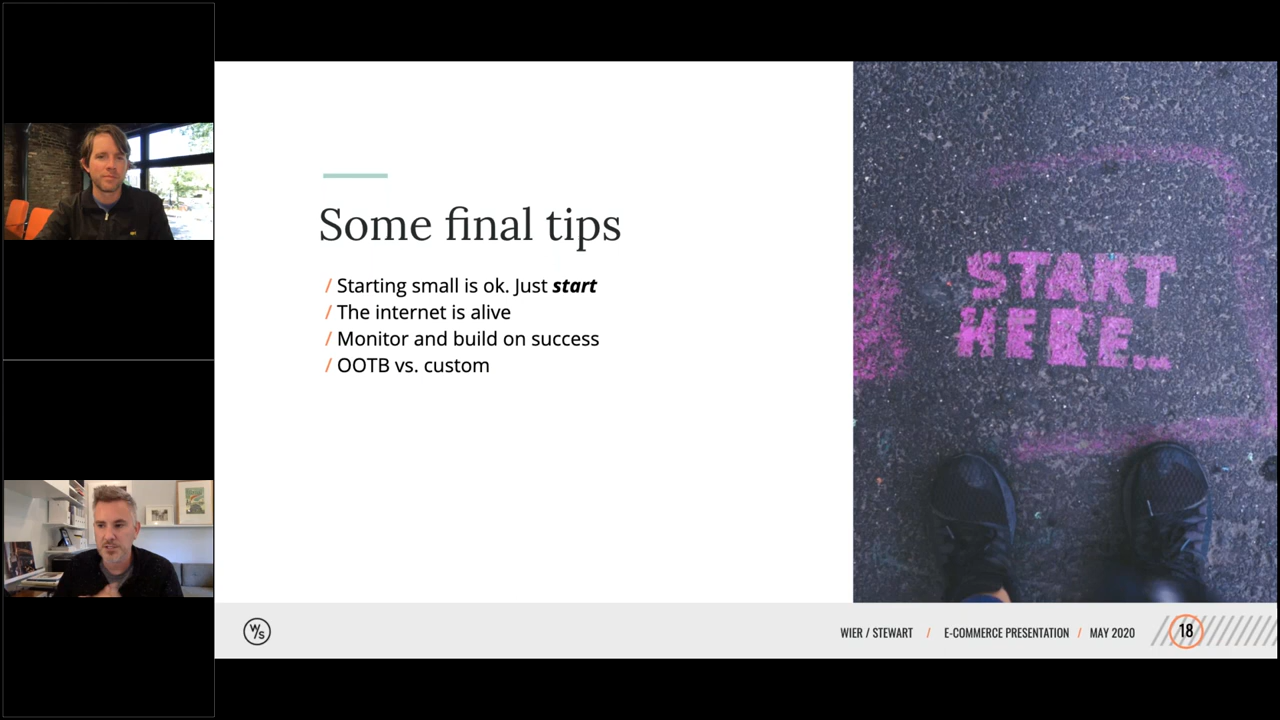 Some final tips
/ Starting small is ok. Just start
/ The internet is alive
/ Monitor and build on success
/ OOTB vs. custom
START
HERE...
W/S
WIER / STEWART / E-COMMERCE PRESENTATION / MAY 2020 18